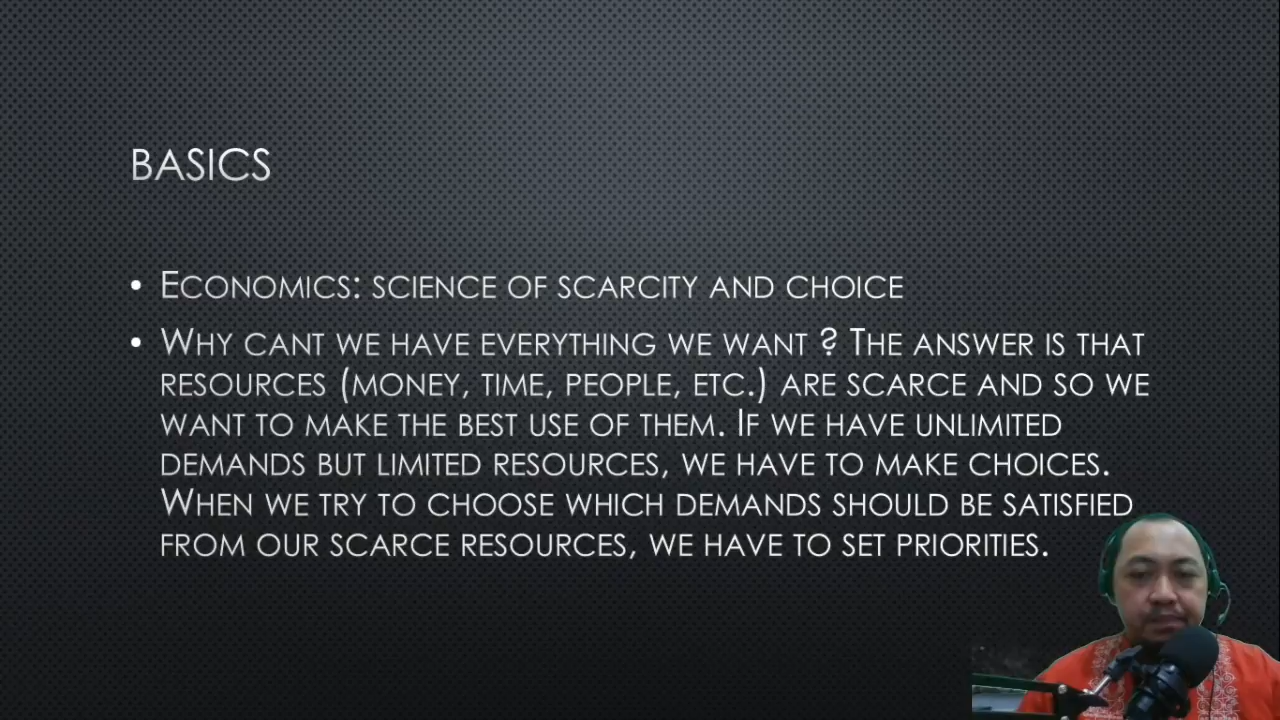 BASICS
• ECONOMICS: SCIENCE OF SCARCITY AND CHOICE
• WHY CANT WE HAVE EVERYTHING WE WANT ? THE ANSWER IS THAT
RESOURCES (MONEY, TIME, PEOPLE, ETC.) ARE SCARCE AND SO WE
WANT TO MAKE THE BEST USE OF THEM. IF WE HAVE UNLIMITED
DEMANDS BUT LIMITED RESOURCES, WE HAVE TO MAKE CHOICES.
WHEN WE TRY TO CHOOSE WHICH DEMANDS SHOULD BE SATISFIED
FROM OUR SCARCE RESOURCES, WE HAVE TO SET PRIORITIES.